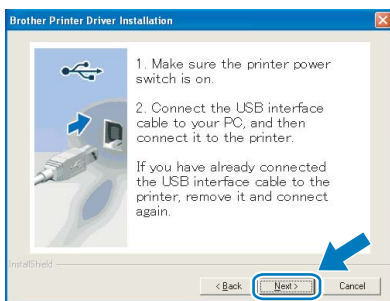 Brother Printer Driver Installation
1. Make sure the printer power
switch is on.
2. Connect the USB interface
cable to your PC, and then
connect it to the printer.
If you have already connected
the USB interface cable to the
printer, remove it and connect
again.
InstallShield
< Back
Next >
Cancel